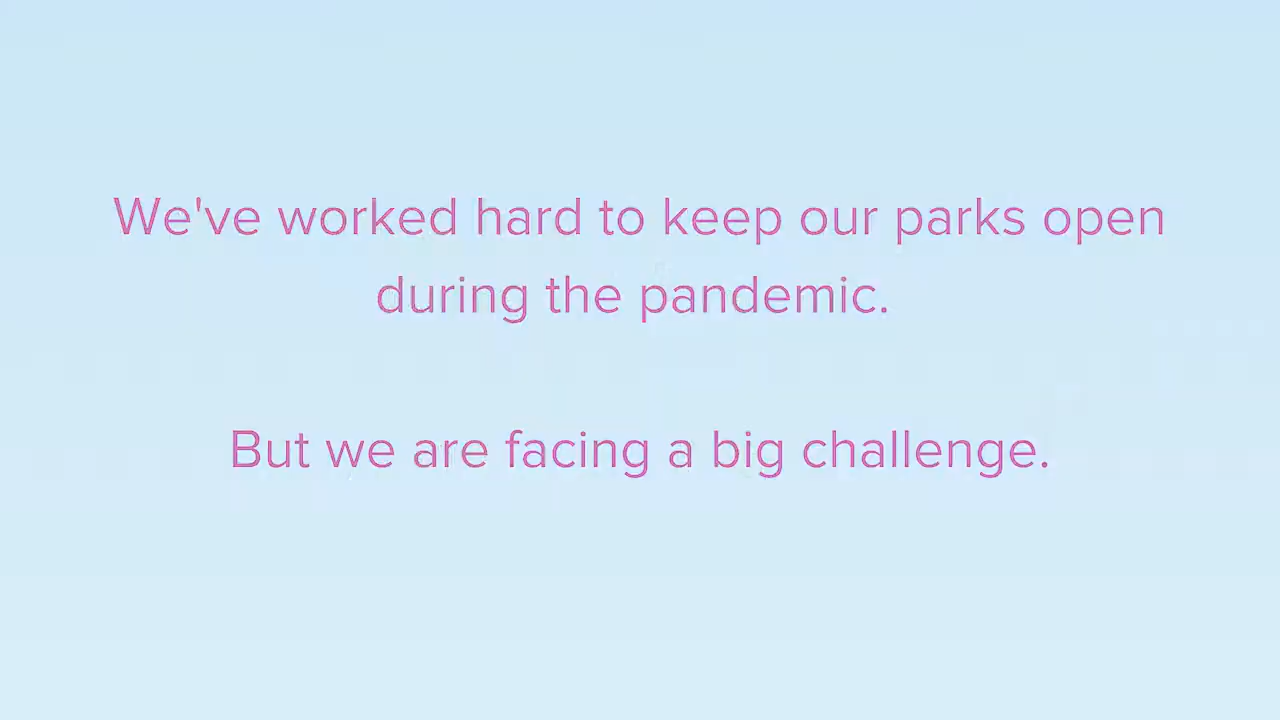 We've worked hard to keep our parks open
during the pandemic.
But we are facing a big challenge.